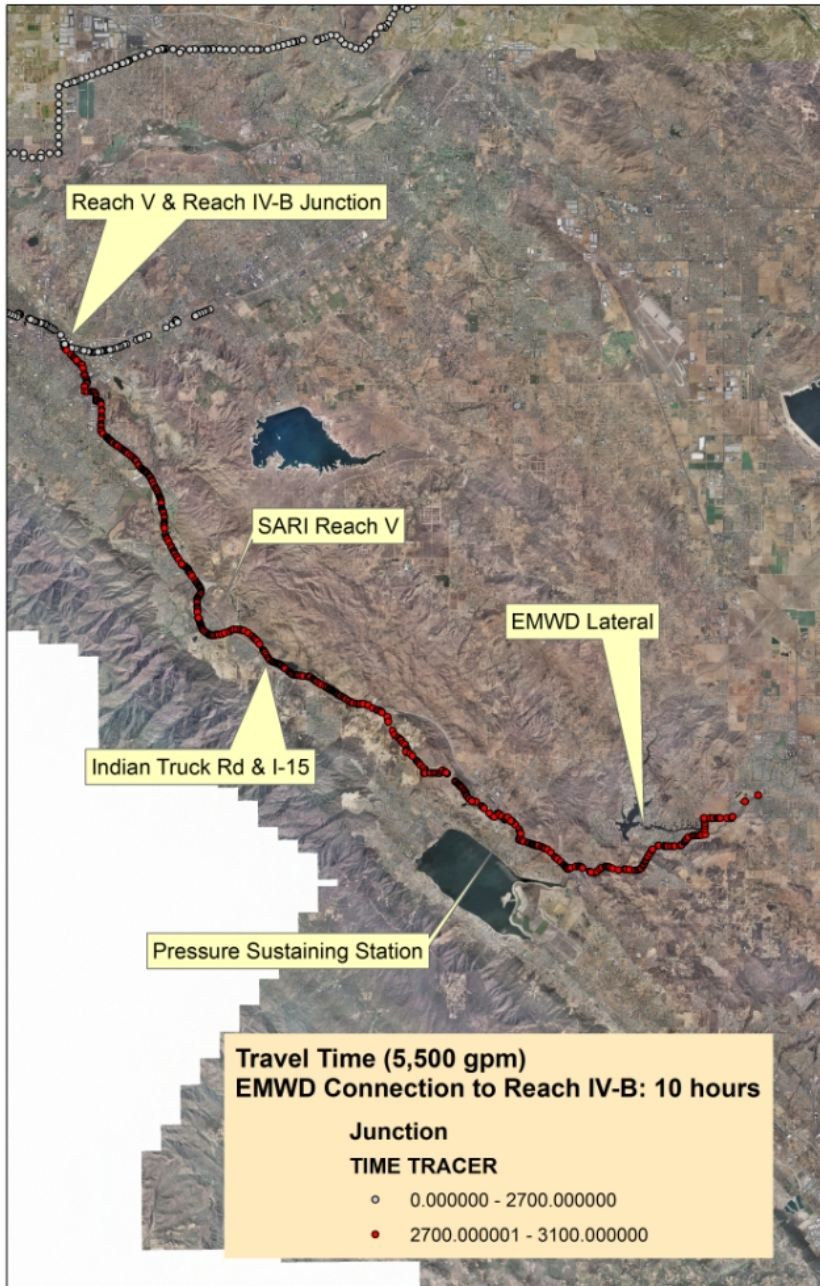 Reach V & Reach IV-B Junction
SARI Reach V
EMWD Lateral
Indian Truck Rd & I-15
Pressure Sustaining Station
Travel Time (5,500 gpm)
EMWD Connection to Reach IV-B: 10 hours
Junction
TIME TRACER
0.000000 - 2700.000000
2700.000001 - 3100.000000